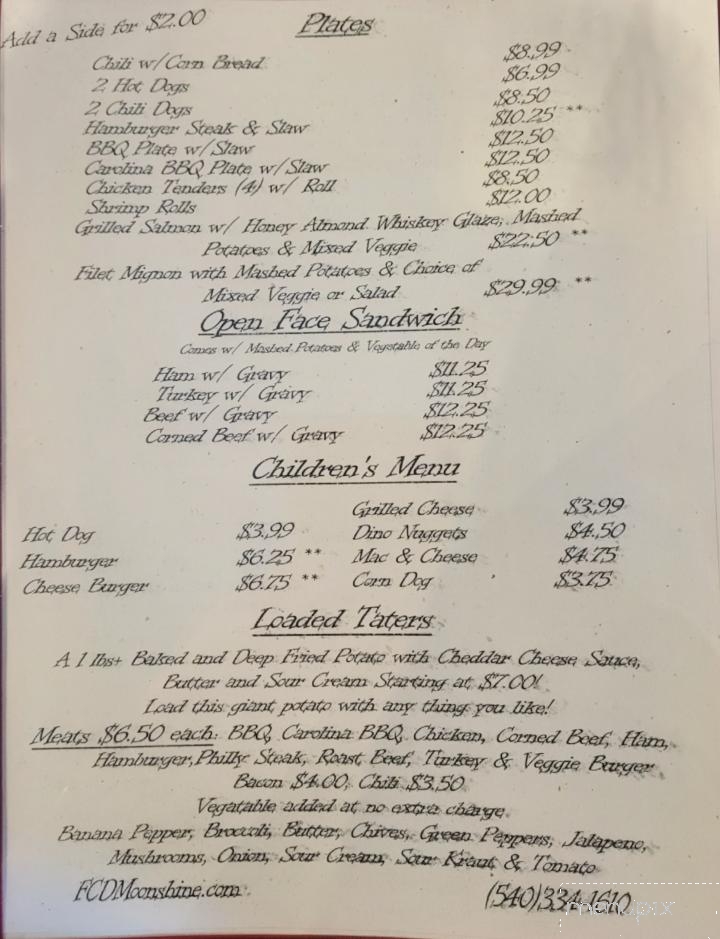 Add a Side for $2.00
Plates
Chili w/Corn Bread $8.99
2 Hot Dogs $6.99
2 Chili Dogs $8.50
Hamburger Steak & Slaw $10.25 **
BBQ Plate w/Slaw $12.50
Carolina BBQ Plate w/Slaw $12.50
Chicken Tenders (4) w/ Roll $8.50
Shrimp Rolls $12.00
Grilled Salmon w/ Honey Almond Whiskey Glaze, Mashed
Potatoes & Mixed Veggie $22.50 **
Filet Mignon with Mashed Potatoes & Choice of
Mixed Veggie or Salad $29.99 **
Open Face Sandwich
Comes w/ Mashed Potatoes & Vegetable of the Day
Ham w/ Gravy $11.25
Turkey w/ Gravy $11.25
Beef w/ Gravy $12.25
Corned Beef w/ Gravy $12.25
Children's Menu
Grilled Cheese $3.99
Hot Dog $3.99 Dino Nuggets $4.50
Hamburger $6.25 ** Mac & Cheese $4.75
Cheese Burger $6.75 ** Corn Dog $3.75
Loaded Taters
A 1 lbs+ Baked and Deep Fried Potato with Cheddar Cheese Sauce,
Butter and Sour Cream Starting at $7.00!
Load this giant potato with any thing you like!
Meats $6.50 each: BBQ, Carolina BBQ, Chicken, Corned Beef, Ham,
Hamburger, Philly Steak, Roast Beef, Turkey & Veggie Burger
Bacon $4.00, Chili $3.50
Vegatable added at no extra charge
Banana Pepper, Broccoli, Butter, Chives, Green Peppers, Jalapeno,
Mushrooms, Onion, Sour Cream, Sour Kraut & Tomato
FCDMoonshine.com (540)334-1610
menupix